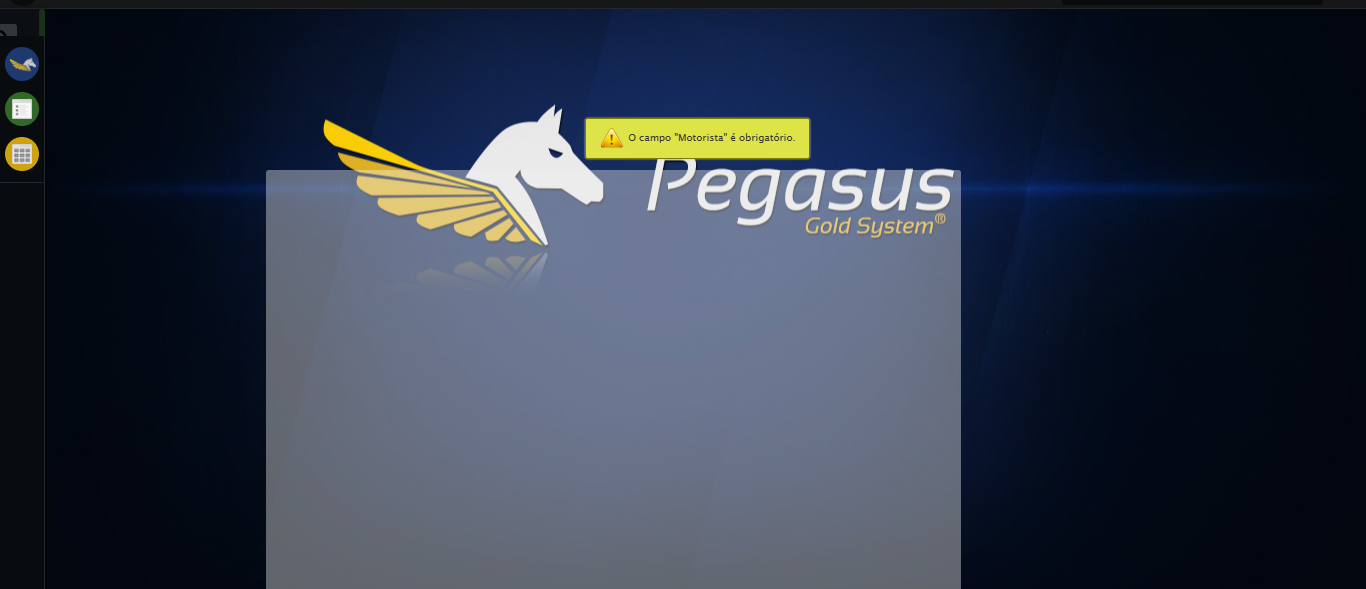 O campo "Motorista" é obrigatório.
Pegasus
Gold System®